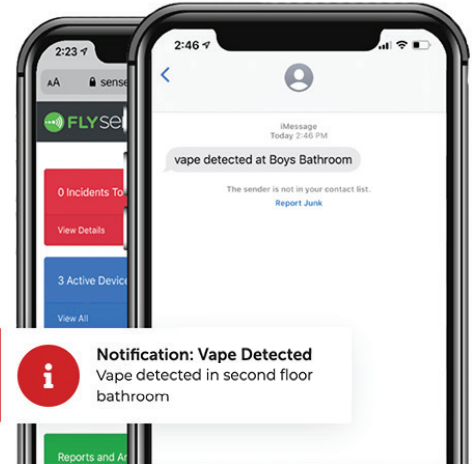 2:23
AA sense
FLYSe
0 Incidents To
View Details
3 Active Device
View All
Reports and An
2:46
iMessage
Today 2:46 PM
vape detected at Boys Bathroom
The sender is not in your contact list.
Report Junk
Notification: Vape Detected
Vape detected in second floor
bathroom